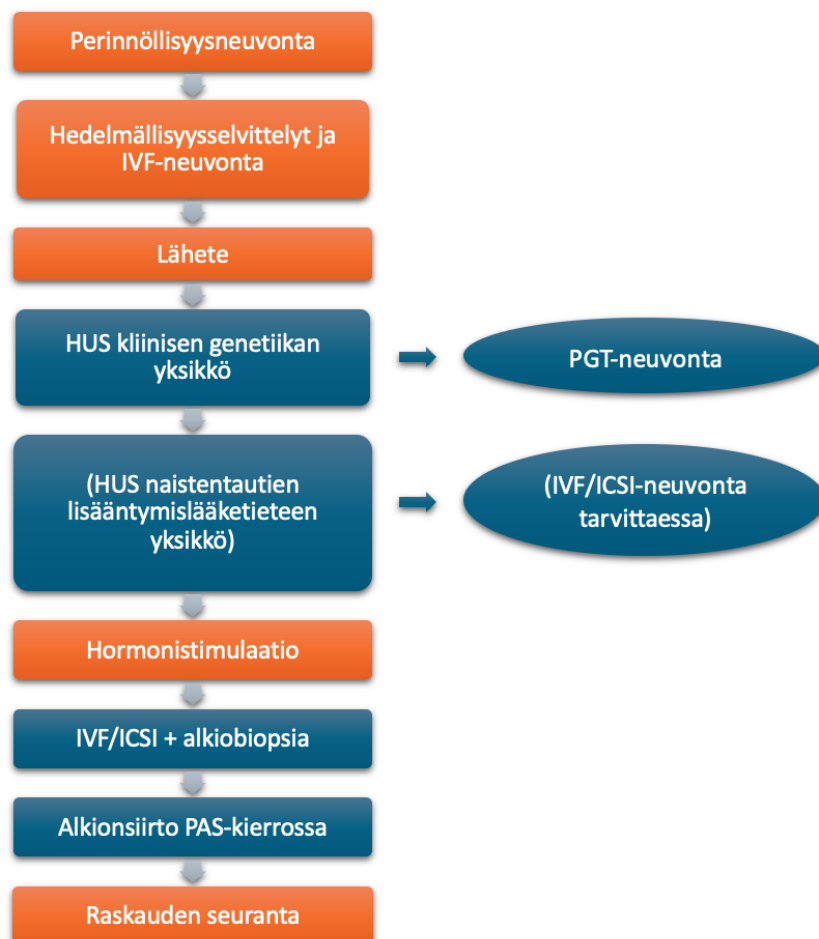 Perinnöllisyysneuvonta
Hedelmällisyysselvittelyt ja
IVF-neuvonta
Lähete
HUS kliinisen genetiikan
yksikkö
PGT-neuvonta
(HUS naistentautien
lisääntymislääketieteen
yksikkö)
(IVF/ICSI-neuvonta
tarvittaessa)
Hormonistimulaatio
IVF/ICSI + alkiobiopsia
Alkionsiirto PAS-kierrossa
Raskauden seuranta